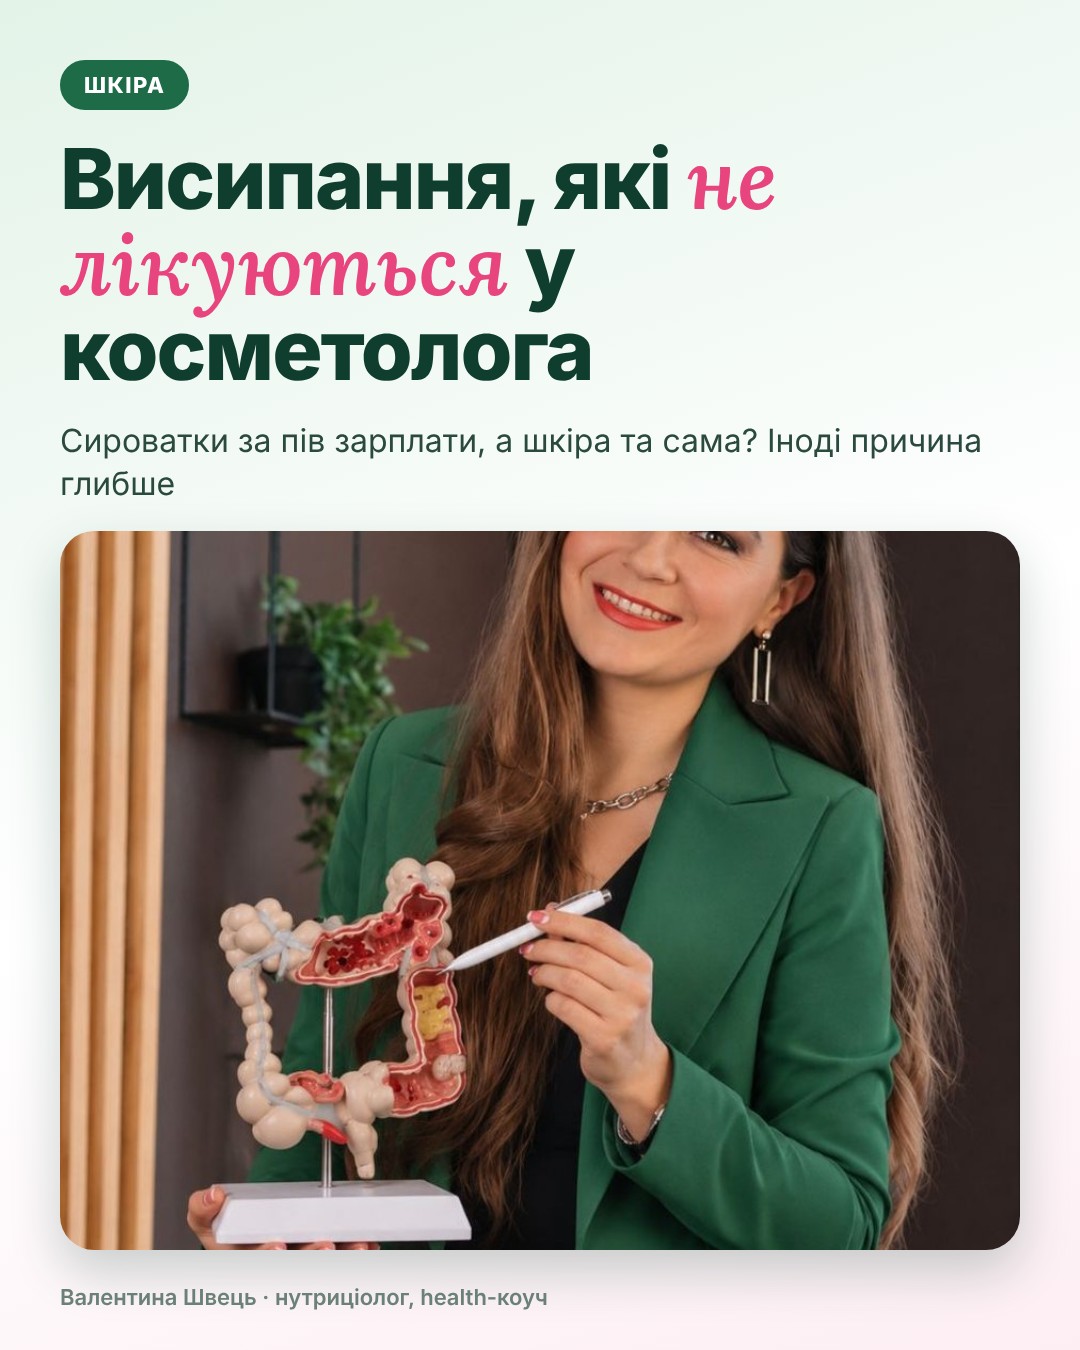 ШКІРА
Висипання, які не
лікуються у
косметолога
Сироватки за пів зарплати, а шкіра та сама? Іноді причина
глибше
Валентина Швець · нутриціолог, health-коуч